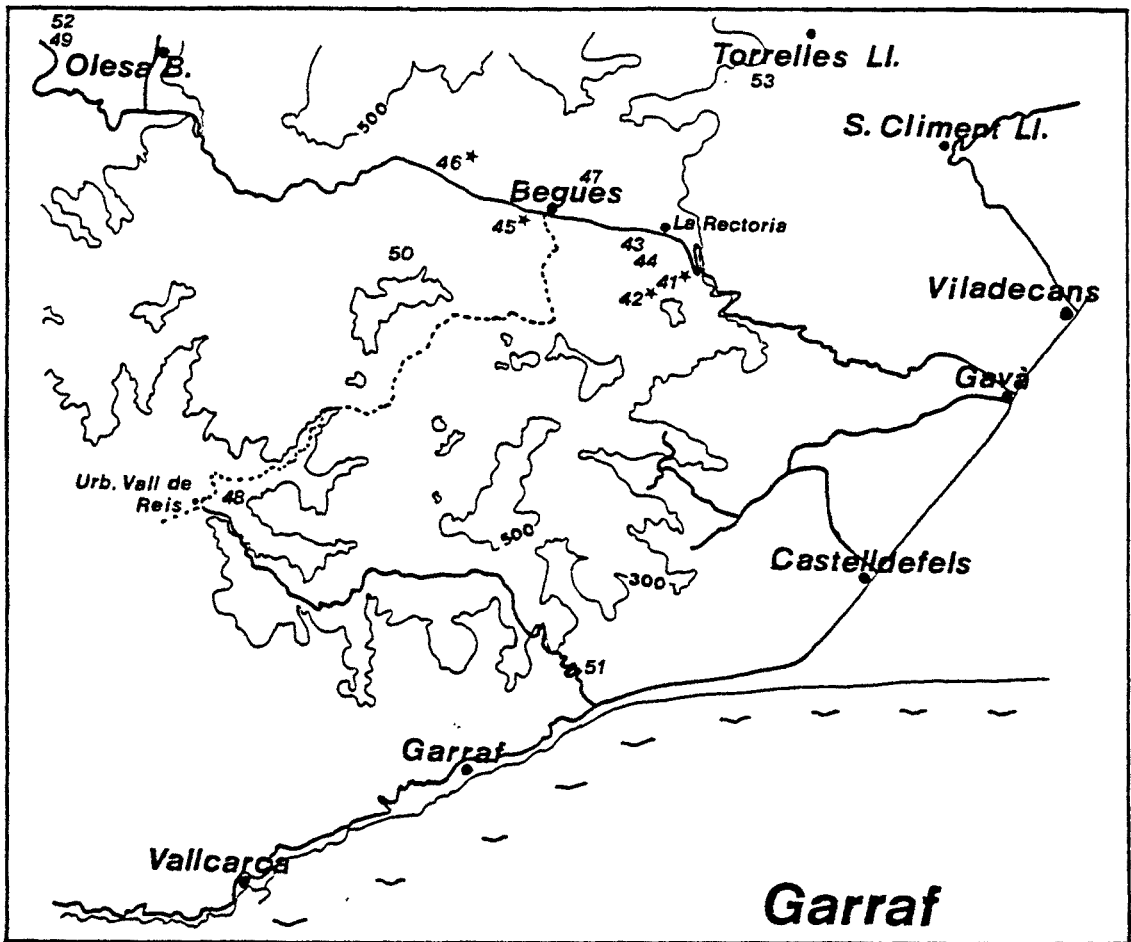 52
49
Olesa B.
Torrelles Ll.
53
500
S. Climent Ll.
46*
47
Begues
45*
La Rectoria
43
44
50
41*
42*
Viladecans
Gavà
Urb. Vall de
Reis
48
500
300
Castelldefels
51
Garraf
Vallcarca
Garraf